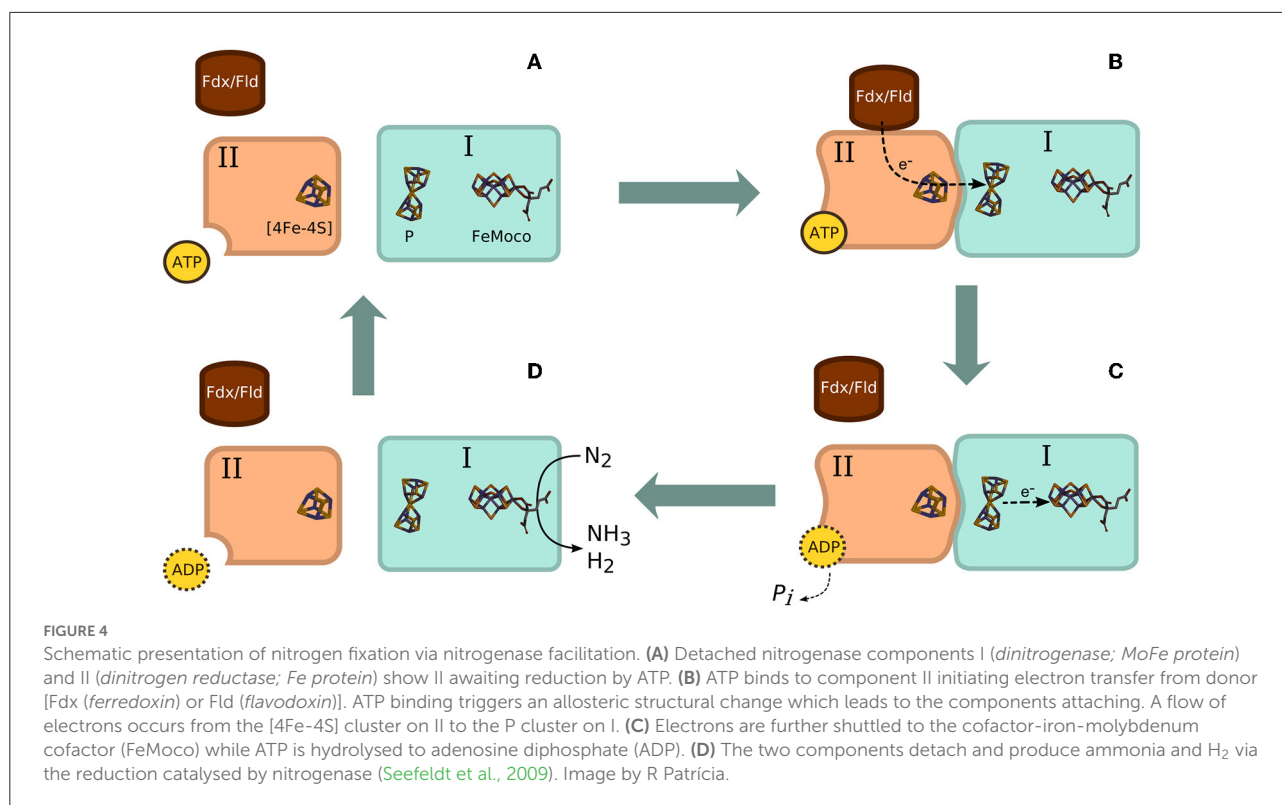 A
Fdx/Fld
II
[4Fe-4S]
ATP
I
P
FeMoco
B
Fdx/Fld
II
e-
ATP
I
D
Fdx/Fld
II
ADP
I
N2
NH3
H2
C
Fdx/Fld
II
ADP
Pi
I
e-
FIGURE 4
Schematic presentation of nitrogen fixation via nitrogenase facilitation. (A) Detached nitrogenase components I (dinitrogenase; MoFe protein)
and II (dinitrogen reductase; Fe protein) show II awaiting reduction by ATP. (B) ATP binds to component II initiating electron transfer from donor
[Fdx (ferredoxin) or Fld (flavodoxin)]. ATP binding triggers an allosteric structural change which leads to the components attaching. A flow of
electrons occurs from the [4Fe-4S] cluster on II to the P cluster on I. (C) Electrons are further shuttled to the cofactor-iron-molybdenum
cofactor (FeMoco) while ATP is hydrolysed to adenosine diphosphate (ADP). (D) The two components detach and produce ammonia and H2 via
the reduction catalysed by nitrogenase (Seefeldt et al., 2009). Image by R Patrícia.